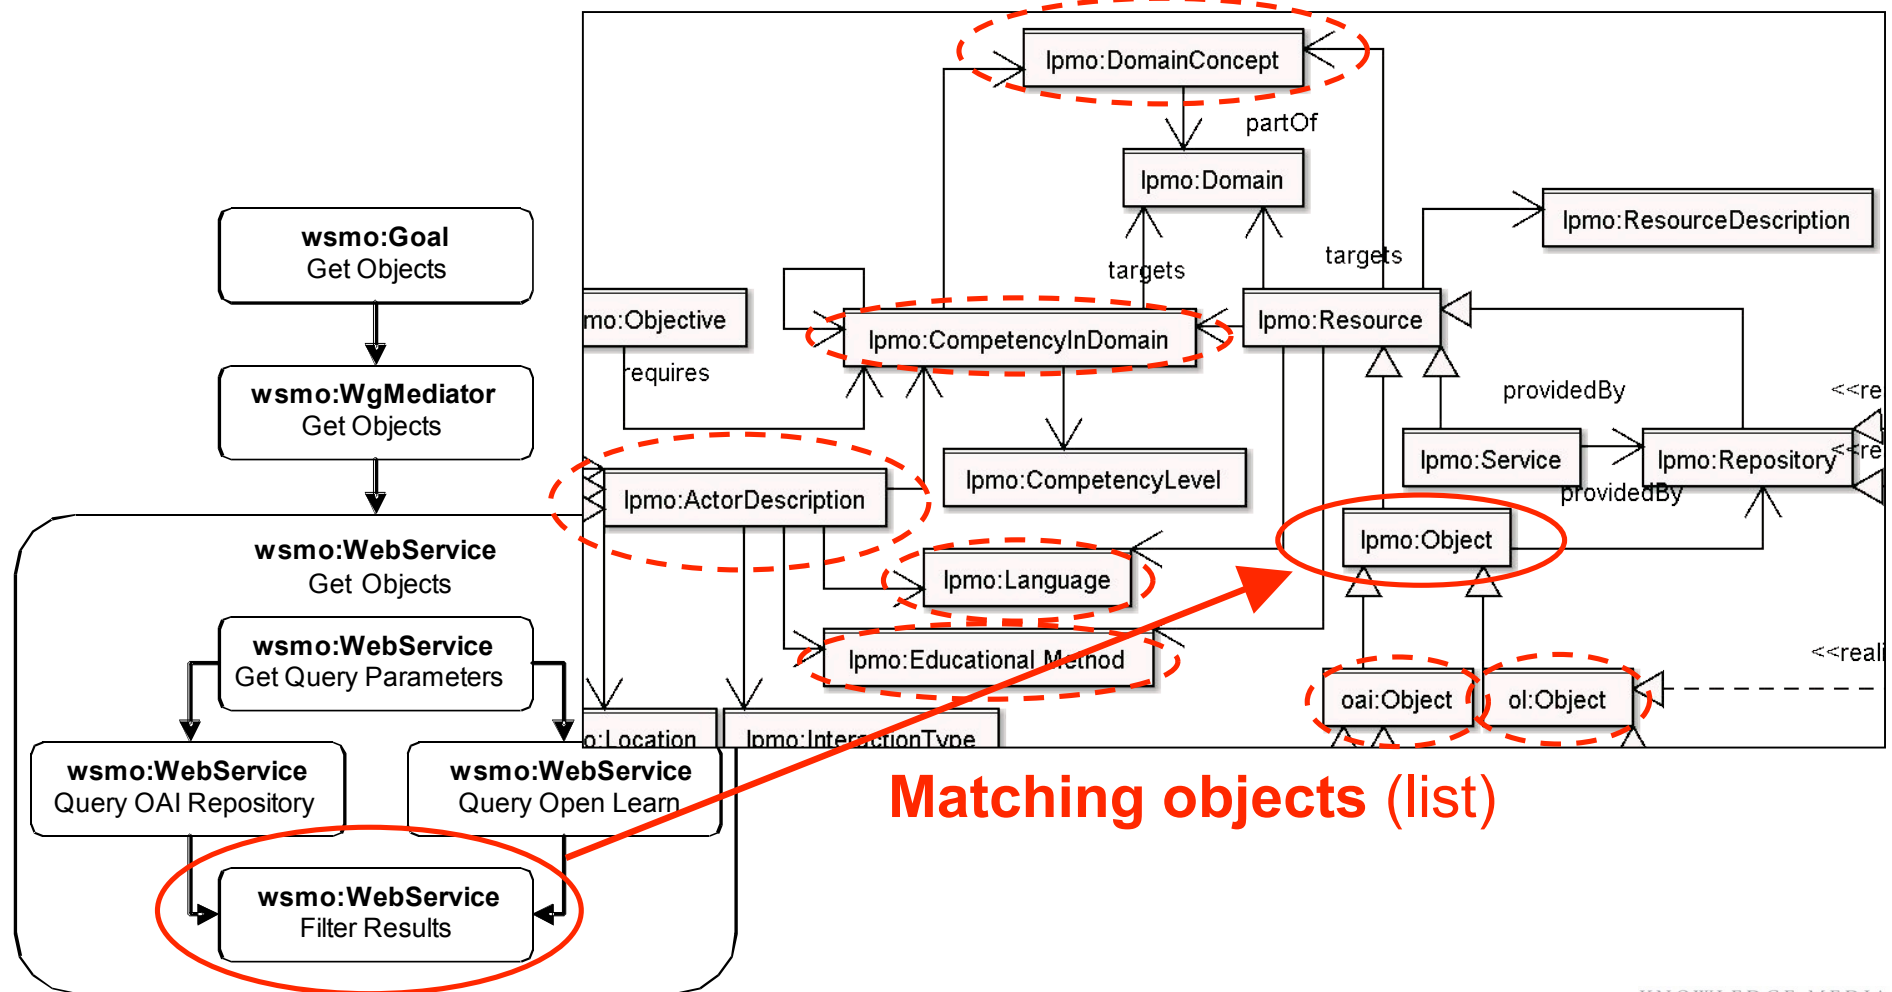 lpmo:DomainConcept
partOf
lpmo:Domain
lpmo:ResourceDescription
targets
targets
wsmo:Goal
Get Objects
mo:Objective
lpmo:CompetencyInDomain
lpmo:Resource
requires
wsmo:WgMediator
Get Objects
providedBy
<<re
lpmo:Service
lpmo:Repository
<<re
lpmo:CompetencyLevel
lpmo:ActorDescription
providedBy
lpmo:Object
wsmo:WebService
Get Objects
lpmo:Language
wsmo:WebService
Get Query Parameters
lpmo:Educational Method
<<reali
oai:Object
ol:Object
o:Location
lpmo:InteractionType
wsmo:WebService
Query OAI Repository
wsmo:WebService
Query Open Learn
Matching objects (list)
wsmo:WebService
Filter Results